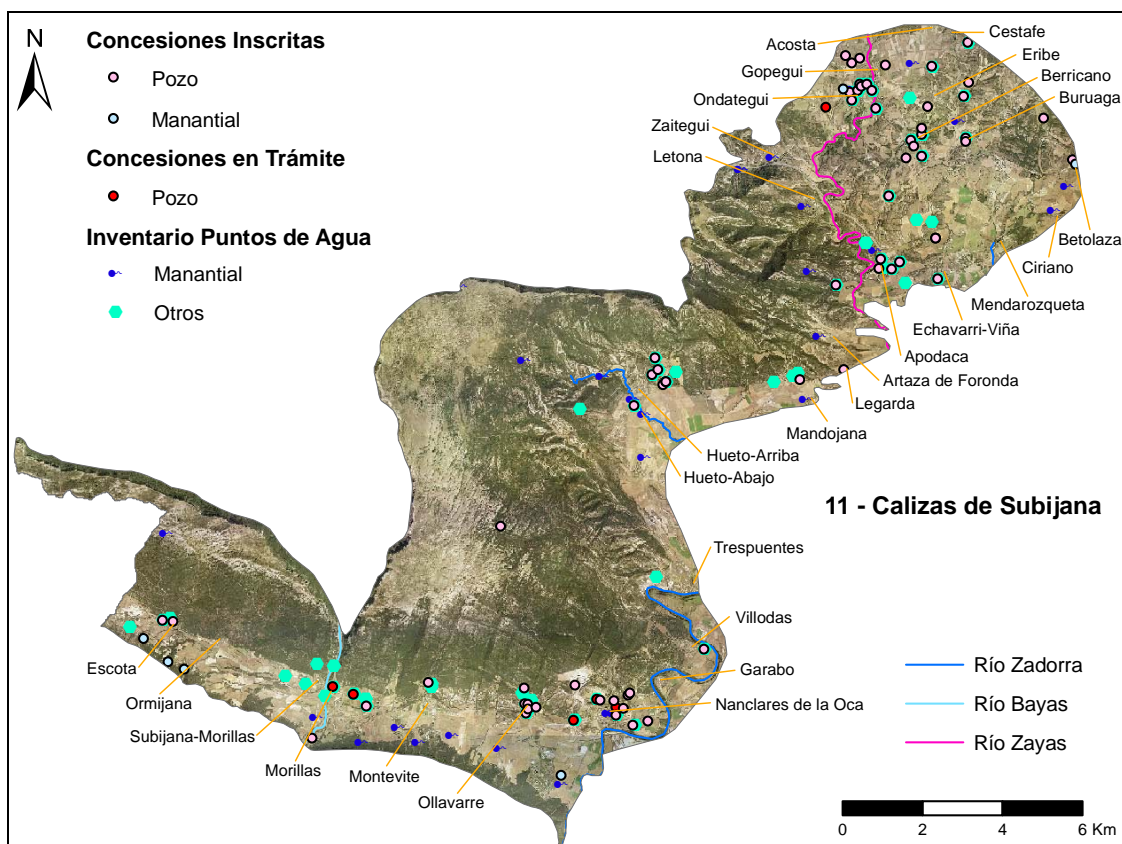 N
Concesiones Inscritas
Pozo
Manantial
Concesiones en Trámite
Pozo
Inventario Puntos de Agua
Manantial
Otros
Acosta
Cestafe
Gopegui
Eribe
Ondategui
Berricano
Buruaga
Zaitegui
Letona
Betolaza
Ciriano
Mendarozqueta
Echavarri-Viña
Apodaca
Artaza de Foronda
Legarda
Mandojana
Hueto-Arriba
Hueto-Abajo
11 - Calizas de Subijana
Trespuentes
Villodas
Garabo
Nanclares de la Oca
Escota
Ormijana
Subijana-Morillas
Morillas
Montevite
Ollavarre
Río Zadorra
Río Bayas
Río Zayas
0 2 4 6 Km